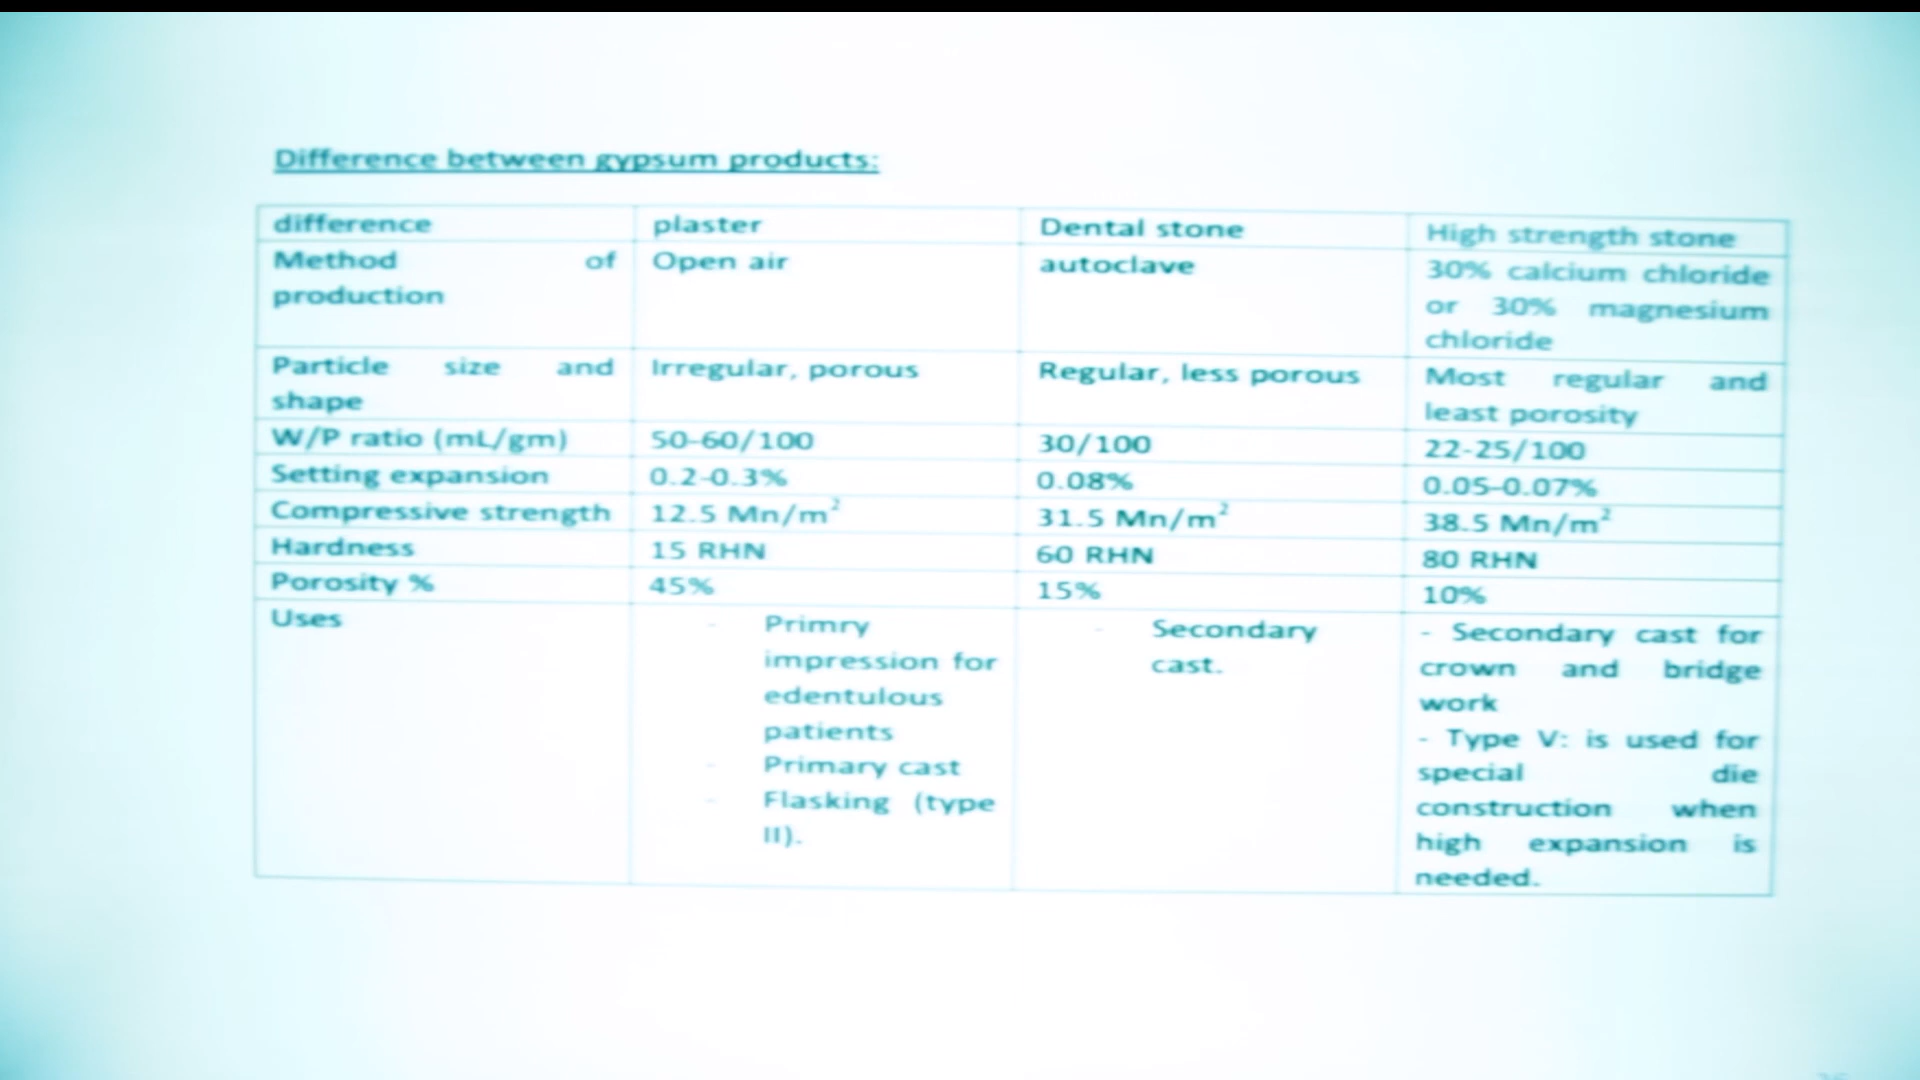 Difference between gypsum products:
difference plaster Dental stone High strength stone
Method of production Open air autoclave 30% calcium chloride or 30% magnesium chloride
Particle size and shape Irregular, porous Regular, less porous Most regular and least porosity
W/P ratio (mL/gm) 50-60/100 30/100 22-25/100
Setting expansion 0.2-0.3% 0.08% 0.05-0.07%
Compressive strength 12.5 Mn/m² 31.5 Mn/m² 38.5 Mn/m²
Hardness 15 RHN 60 RHN 80 RHN
Porosity % 45% 15% 10%
Uses
- Primry
impression for
edentulous
patients
- Primary cast
- Flasking (type
II).
- Secondary
cast.
- Secondary cast for
crown and bridge
work
- Type V: is used for
special die
construction when
high expansion is
needed.